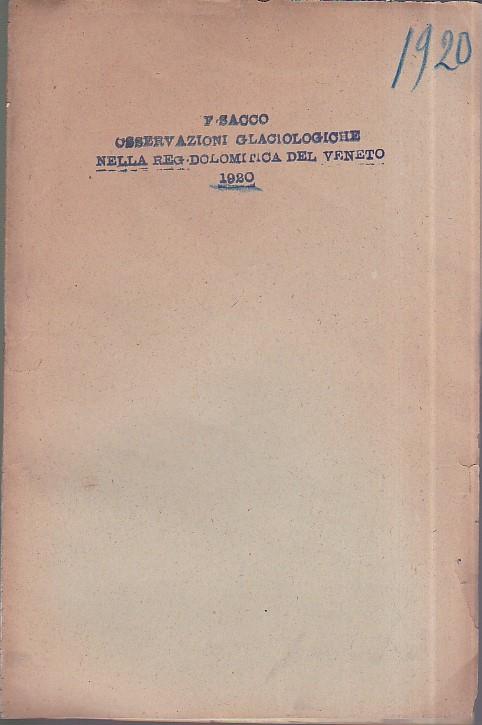 1920
F·SACCO
OSSERVAZIONI GLACIOLOGICHE
NELLA REG·DOLOMITICA DEL VENETO
1920